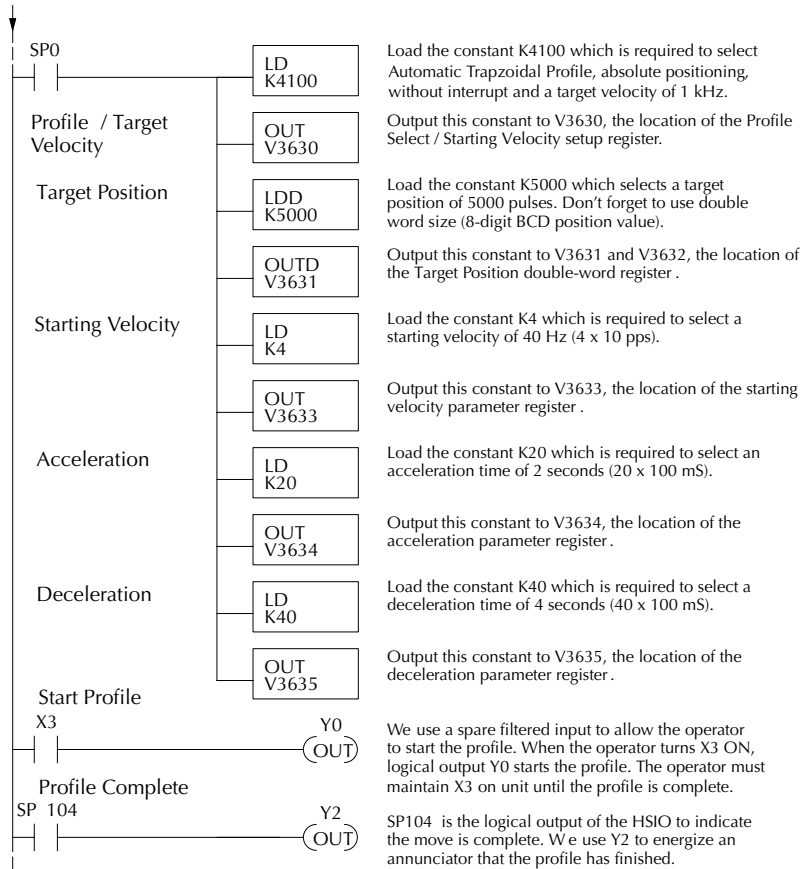 SP0
LD
K4100
Load the constant K4100 which is required to select
Automatic Trapzoidal Profile, absolute positioning,
without interrupt and a target velocity of 1 kHz.
Profile / Target
Velocity
OUT
V3630
Output this constant to V3630, the location of the Profile
Select / Starting Velocity setup register.
Target Position
LDD
K5000
Load the constant K5000 which selects a target
position of 5000 pulses. Don't forget to use double
word size (8-digit BCD position value).
OUTD
V3631
Output this constant to V3631 and V3632, the location of
the Target Position double-word register .
Starting Velocity
LD
K4
Load the constant K4 which is required to select a
starting velocity of 40 Hz (4 x 10 pps).
OUT
V3633
Output this constant to V3633, the location of the starting
velocity parameter register .
Acceleration
LD
K20
Load the constant K20 which is required to select an
acceleration time of 2 seconds (20 x 100 mS).
OUT
V3634
Output this constant to V3634, the location of the
acceleration parameter register .
Deceleration
LD
K40
Load the constant K40 which is required to select a
deceleration time of 4 seconds (40 x 100 mS).
OUT
V3635
Output this constant to V3635, the location of the
deceleration parameter register .
Start Profile
X3
Y0
OUT
We use a spare filtered input to allow the operator
to start the profile. When the operator turns X3 ON,
logical output Y0 starts the profile. The operator must
maintain X3 on unit until the profile is complete.
Profile Complete
SP 104
Y2
OUT
SP104 is the logical output of the HSIO to indicate
the move is complete. W e use Y2 to energize an
annunciator that the profile has finished.